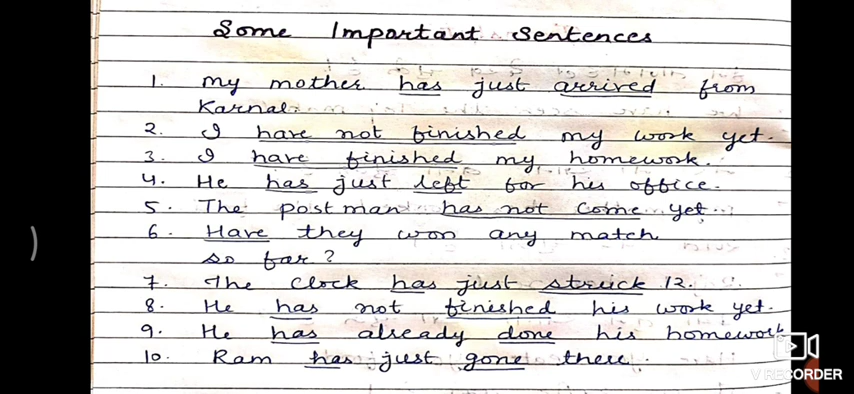 Some Important Sentences
1. My mother has just arrived from
Karnal.
2. I have not finished my work yet.
3. I have finished my homework.
4. He has just left for his office.
5. The postman has not come yet.
6. Have they won any match
so far?
7. The clock has just struck 12.
8. He has not finished his work yet.
9. He has already done his homework
10. Ram has just gone there.
V RECORDER